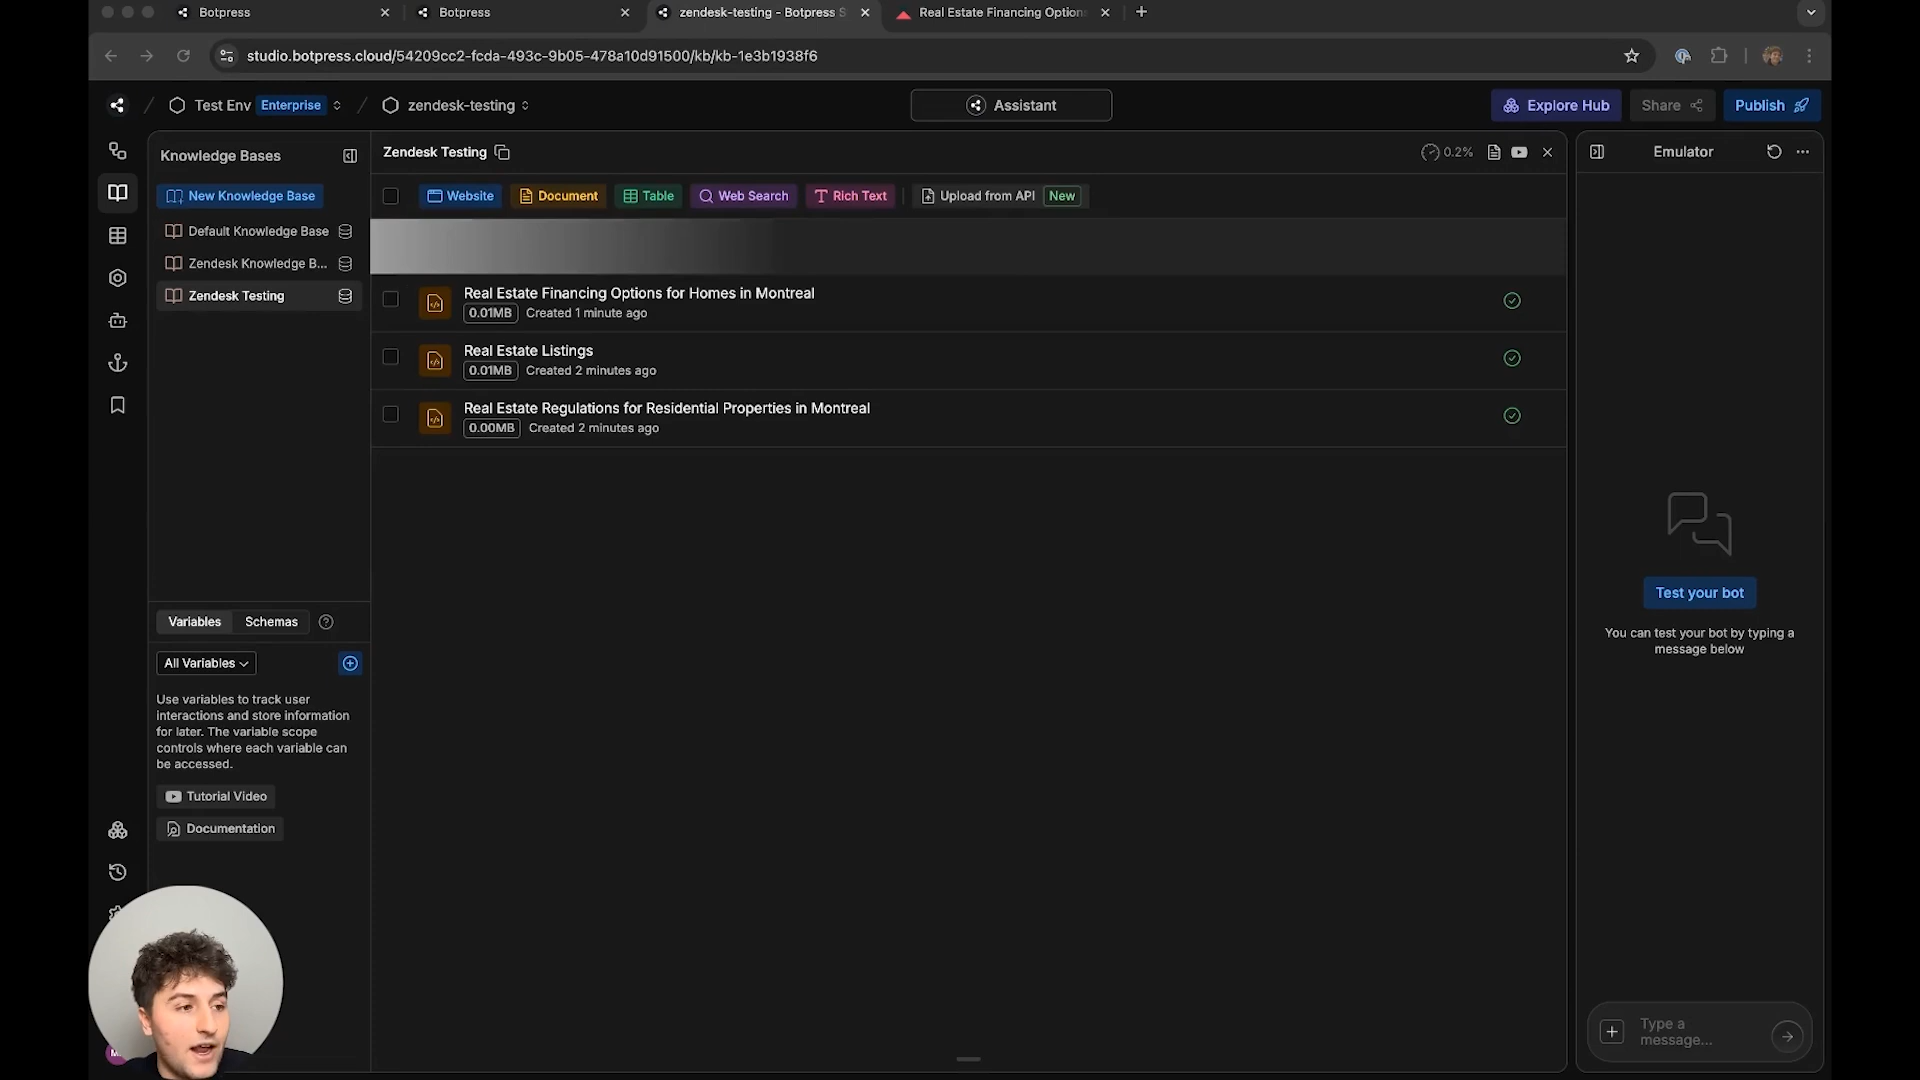 Botpress
Botpress
zendesk-testing - Botpress S
Real Estate Financing Option
studio.botpress.cloud/54209cc2-fcda-493c-9b05-478a10d91500/kb/kb-1e3b1938f6
Test Env Enterprise
zendesk-testing
Assistant
Explore Hub
Share
Publish
Knowledge Bases
New Knowledge Base
Default Knowledge Base
Zendesk Knowledge B...
Zendesk Testing
Zendesk Testing
0.2%
Website
Document
Table
Web Search
Rich Text
Upload from API New
Real Estate Financing Options for Homes in Montreal
0.01MB Created 1 minute ago
Real Estate Listings
0.01MB Created 2 minutes ago
Real Estate Regulations for Residential Properties in Montreal
0.00MB Created 2 minutes ago
Variables
Schemas
All Variables
Use variables to track user
interactions and store information
for later. The variable scope
controls where each variable can
be accessed.
Tutorial Video
Documentation
Emulator
Test your bot
You can test your bot by typing a
message below
Type a
message...